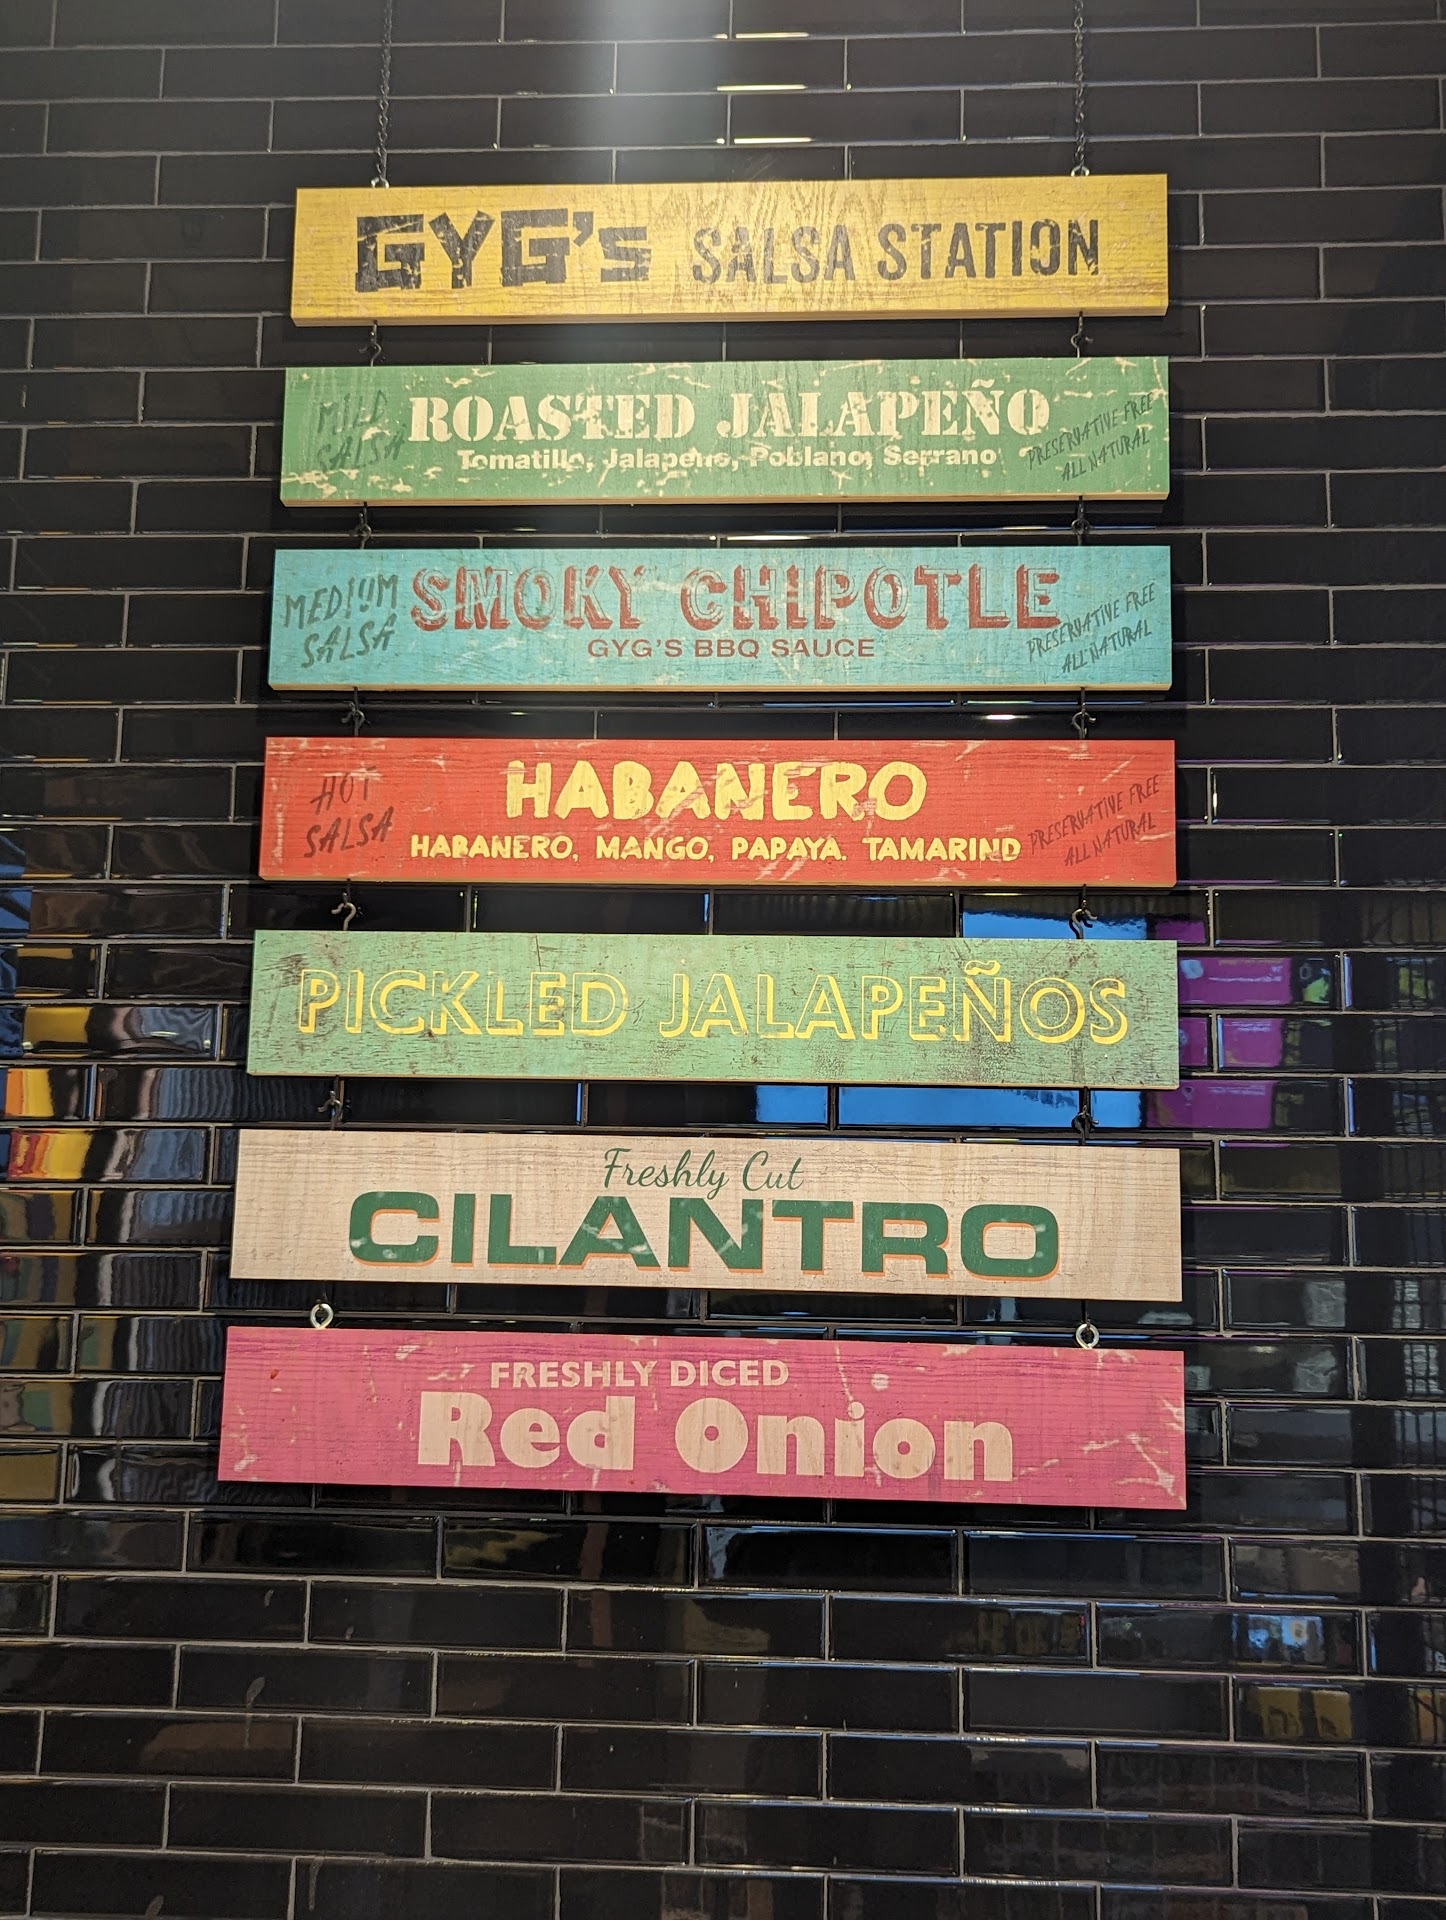 GYG's SALSA STATION
MILD
SALSA
ROASTED JALAPEÑO
Tomatillo, Jalapeño, Poblano, Serrano
PRESERVATIVE FREE
ALL NATURAL
MEDIUM
SALSA
SMOKY CHIPOTLE
GYG'S BBQ SAUCE
PRESERVATIVE FREE
ALL NATURAL
HOT
SALSA
HABANERO
HABANERO, MANGO, PAPAYA. TAMARIND
PRESERVATIVE FREE
ALL NATURAL
PICKLED JALAPEÑOS
Freshly Cut
CILANTRO
FRESHLY DICED
Red Onion